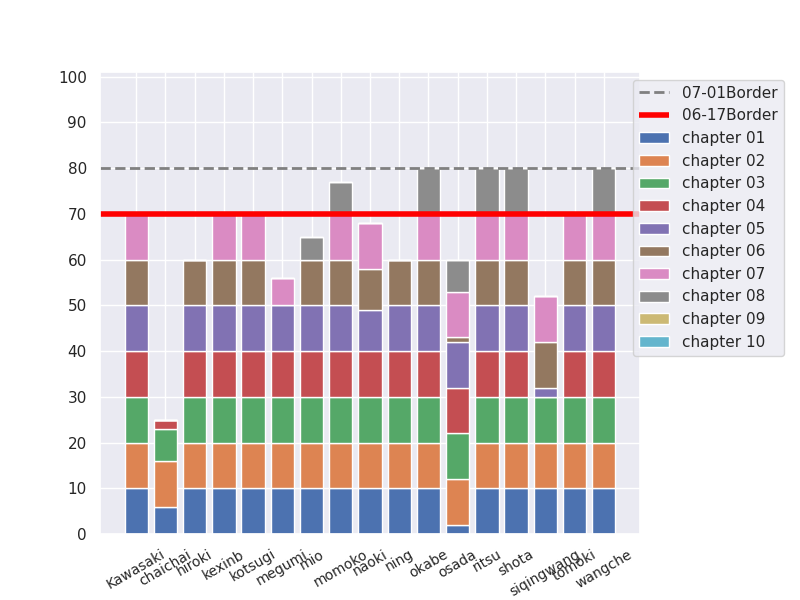 100
90
80
70
60
50
40
30
20
10
0
07-01Border
06-17Border
chapter 01
chapter 02
chapter 03
chapter 04
chapter 05
chapter 06
chapter 07
chapter 08
chapter 09
chapter 10
Kawasaki
chaichai
hiroki
kexinb
kotsugi
megumi
mio
momoko
naoki
ning
okabe
osada
ritsu
shota
siqingwang
tomoki
wangche